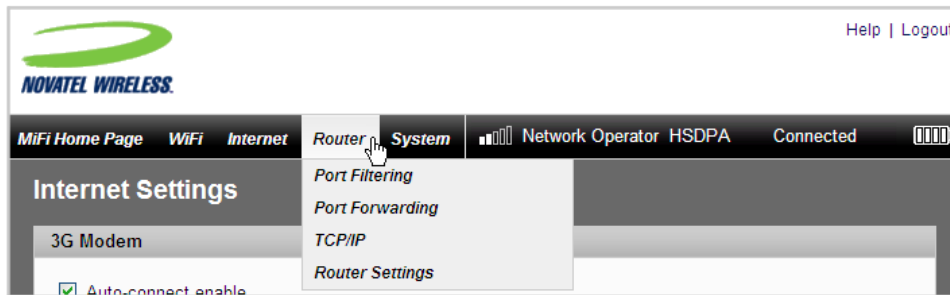 Help | Logout
NOVATEL WIRELESS.
MiFi Home Page WiFi Internet Router System Network Operator HSDPA Connected
Port Filtering
Internet Settings
Port Forwarding
3G Modem
TCP/IP
Router Settings
Auto-connect enable